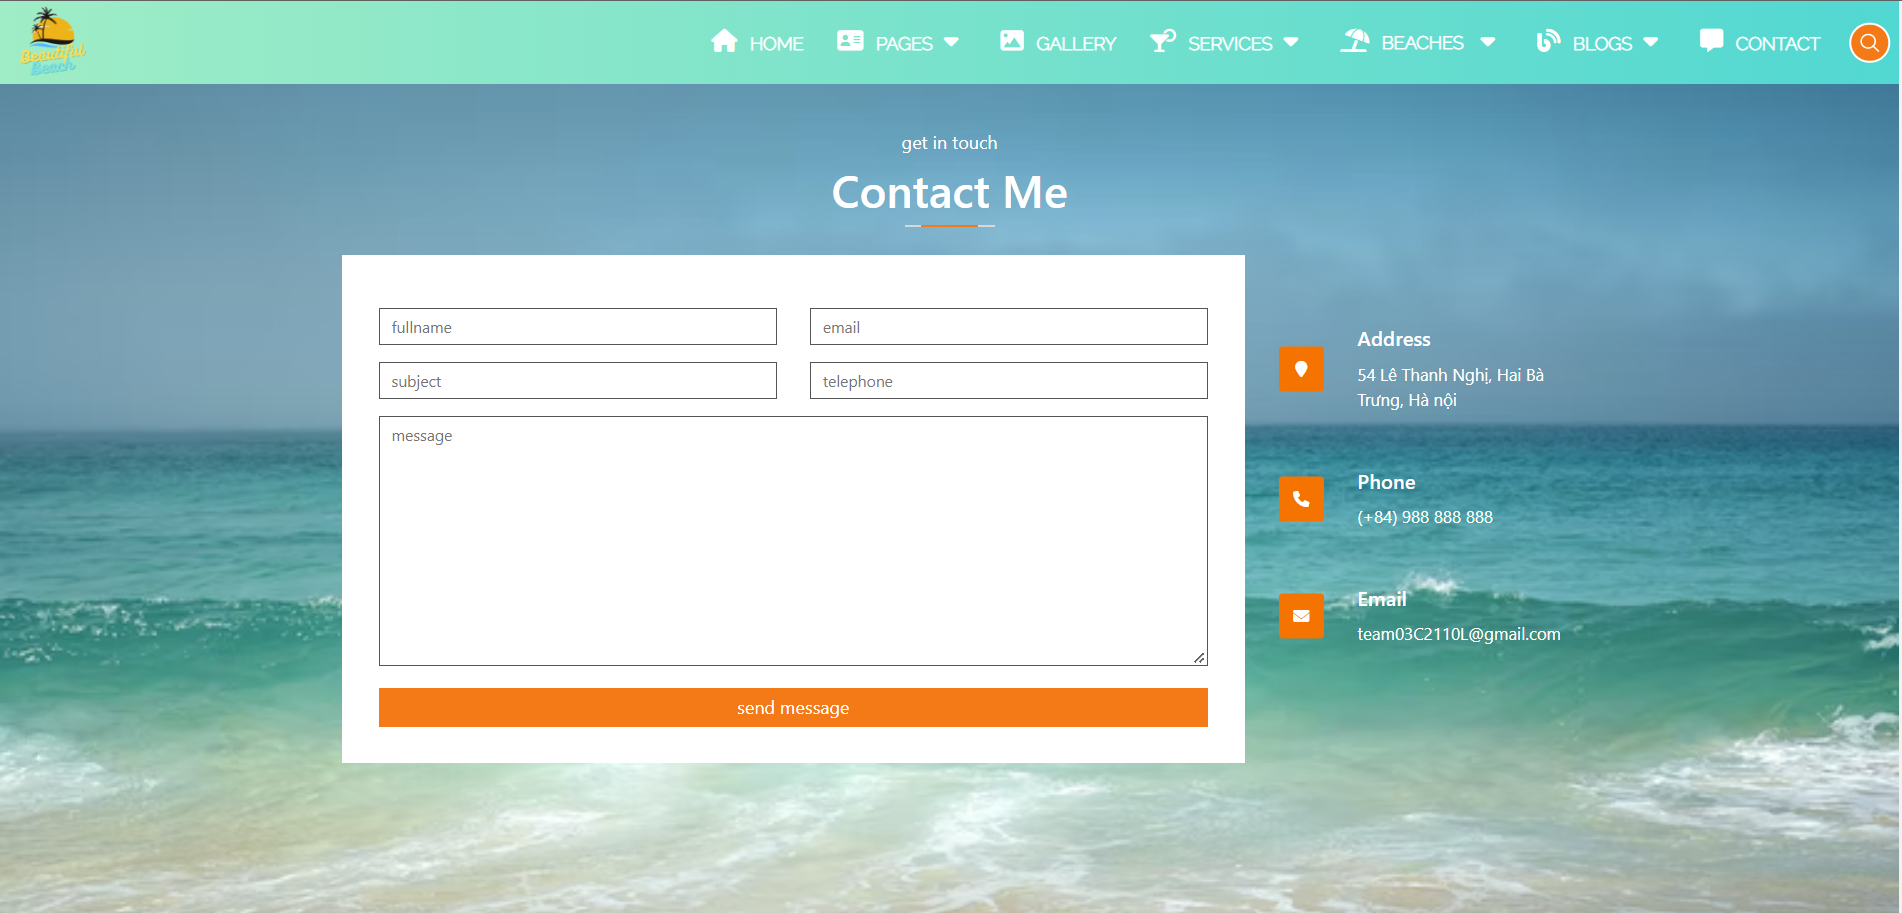 Beautiful
Beach
HOME
PAGES
GALLERY
SERVICES
BEACHES
BLOGS
CONTACT
get in touch
Contact Me
fullname
email
subject
telephone
message
send message
Address
54 Lê Thanh Nghị, Hai Bà
Trưng, Hà nội
Phone
(+84) 988 888 888
Email
team03C2110L@gmail.com